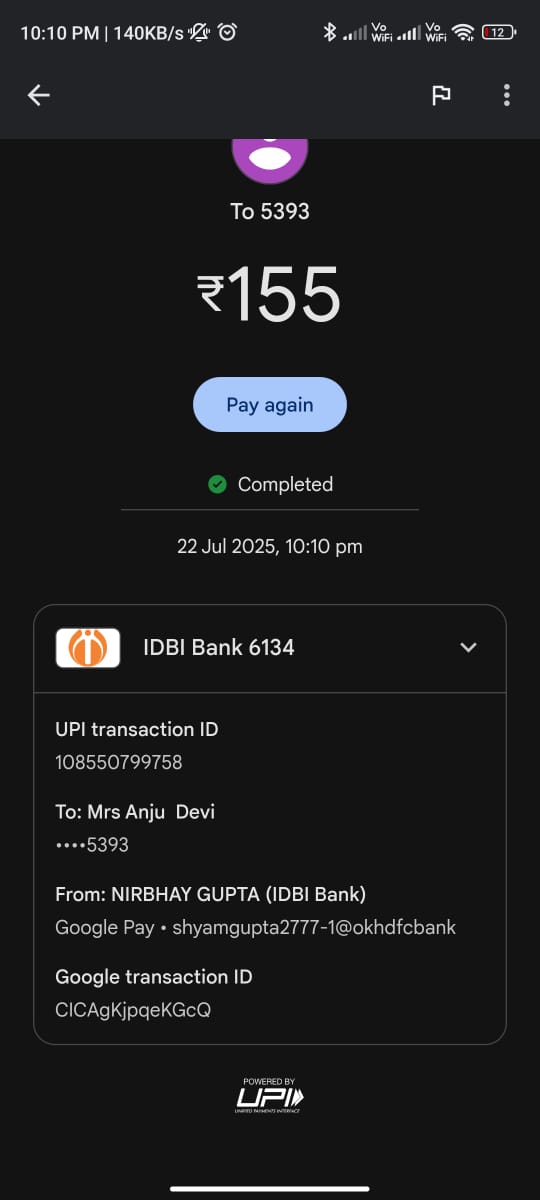 10:10 PM | 140KB/s
Vo WiFi Vo WiFi 12
To 5393
₹155
Pay again
Completed
22 Jul 2025, 10:10 pm
IDBI Bank 6134
UPI transaction ID
108550799758
To: Mrs Anju  Devi
••••5393
From: NIRBHAY GUPTA (IDBI Bank)
Google Pay • shyamgupta2777-1@okhdfcbank
Google transaction ID
CICAgKjpqeKGcQ
POWERED BY
UPI
UNIFIED PAYMENTS INTERFACE